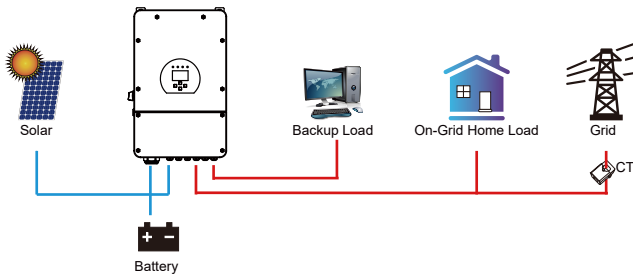 Solar
Backup Load
On-Grid Home Load
Grid
CT
Battery